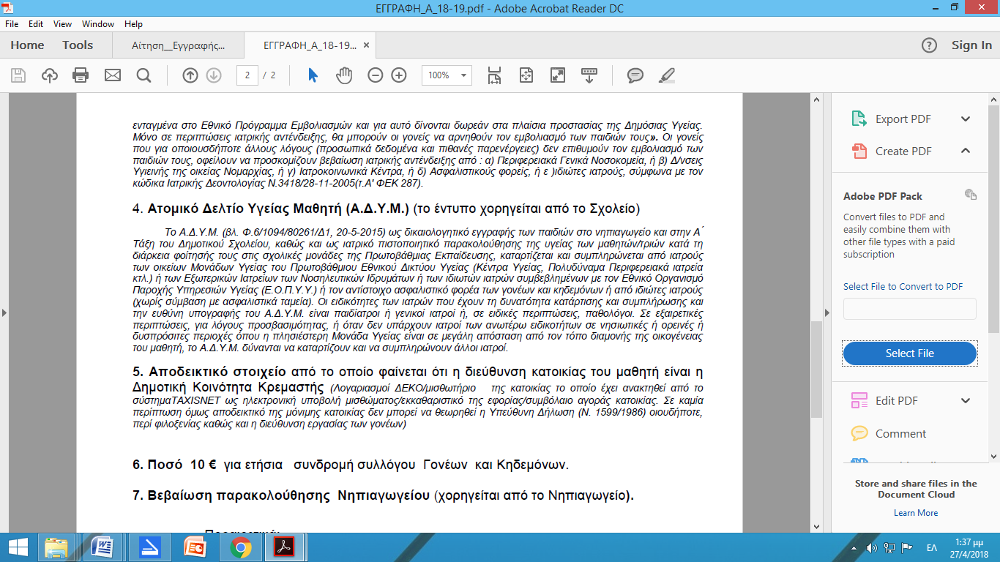 ΕΓΓΡΑΦΗ_Α_18-19.pdf - Adobe Acrobat Reader DC
File Edit View Window Help
Home Tools Αίτηση__Εγγραφής... ΕΓΓΡΑΦΗ_Α_18-19... × Sign In
2 / 2 100%
ενταγμένα στο Εθνικό Πρόγραμμα Εμβολιασμών και για αυτό δίνονται δωρεάν στα πλαίσια προστασίας της Δημόσιας Υγείας.
Μόνο σε περιπτώσεις ιατρικής αντένδειξης, θα μπορούν οι γονείς να αρνηθούν τον εμβολιασμό των παιδιών τους». Οι γονείς
που για οποιουσδήποτε άλλους λόγους (προσωπικά δεδομένα και πιθανές παρενέργειες) δεν επιθυμούν τον εμβολιασμό των
παιδιών τους, οφείλουν να προσκομίζουν βεβαίωση ιατρικής αντένδειξης από : α) Περιφερειακά Γενικά Νοσοκομεία, ή β) Δ/νσεις
Υγιεινής της οικείας Νομαρχίας, ή γ) Ιατροκοινωνικά Κέντρα, ή δ) Ασφαλιστικούς φορείς, ή ε )ιδιώτες ιατρούς, σύμφωνα με τον
κώδικα Ιατρικής Δεοντολογίας Ν.3418/28-11-2005(τ.Α' ΦΕΚ 287).
4. Ατομικό Δελτίο Υγείας Μαθητή (Α.Δ.Υ.Μ.) (το έντυπο χορηγείται από το Σχολείο)
Το Α.Δ.Υ.Μ. (βλ. Φ.6/1094/80261/Δ1, 20-5-2015) ως δικαιολογητικό εγγραφής των παιδιών στο νηπιαγωγείο και στην Α΄
Τάξη του Δημοτικού Σχολείου, καθώς και ως ιατρικό πιστοποιητικό παρακολούθησης της υγείας των μαθητών/τριών κατά τη
διάρκεια φοίτησής τους στις σχολικές μονάδες της Πρωτοβάθμιας Εκπαίδευσης, καταρτίζεται και συμπληρώνεται από ιατρούς
των οικείων Μονάδων Υγείας του Πρωτοβάθμιου Εθνικού Δικτύου Υγείας (Κέντρα Υγείας, Πολυδύναμα Περιφερειακά Ιατρεία
κτλ.) ή των Εξωτερικών Ιατρείων των Νοσηλευτικών Ιδρυμάτων ή των ιδιωτών ιατρών συμβεβλημένων με τον Εθνικό Οργανισμό
Παροχής Υπηρεσιών Υγείας (Ε.Ο.Π.Υ.Υ.) ή τον αντίστοιχο ασφαλιστικό φορέα των γονέων και κηδεμόνων ή από ιδιώτες ιατρούς
(χωρίς σύμβαση με ασφαλιστικά ταμεία). Οι ειδικότητες των ιατρών που έχουν τη δυνατότητα κατάρτισης και συμπλήρωσης και
την ευθύνη υπογραφής του Α.Δ.Υ.Μ. είναι παιδίατροι ή γενικοί ιατροί ή, σε ειδικές περιπτώσεις, παθολόγοι. Σε εξαιρετικές
περιπτώσεις, για λόγους προσβασιμότητας, ή όταν δεν υπάρχουν ιατροί των ανωτέρω ειδικοτήτων σε νησιωτικές ή ορεινές ή
δυσπρόσιτες περιοχές όπου η πλησιέστερη Μονάδα Υγείας είναι σε μεγάλη απόσταση από τον τόπο διαμονής της οικογένειας
του μαθητή, το Α.Δ.Υ.Μ. δύνανται να καταρτίζουν και να συμπληρώνουν άλλοι ιατροί.
5. Αποδεικτικό στοιχείο από το οποίο φαίνεται ότι η διεύθυνση κατοικίας του μαθητή είναι η
Δημοτική Κοινότητα Κρεμαστής (Λογαριασμοί ΔΕΚΟ/μισθωτήριο της κατοικίας το οποίο έχει ανακτηθεί από το
σύστημαTAXISNET ως ηλεκτρονική υποβολή μισθώματος/εκκαθαριστικό της εφορίας/συμβόλαιο αγοράς κατοικίας. Σε καμία
περίπτωση όμως αποδεικτικό της μόνιμης κατοικίας δεν μπορεί να θεωρηθεί η Υπεύθυνη Δήλωση (Ν. 1599/1986) οιουδήποτε,
περί φιλοξενίας καθώς και η διεύθυνση εργασίας των γονέων)
6. Ποσό 10 € για ετήσια συνδρομή συλλόγου Γονέων και Κηδεμόνων.
7. Βεβαίωση παρακολούθησης Νηπιαγωγείου (χορηγείται από το Νηπιαγωγείο).
Export PDF
Create PDF
Adobe PDF Pack
Convert files to PDF and
easily combine them with
other file types with a paid
subscription
Select File to Convert to PDF
Select File
Edit PDF
Comment
Store and share files in the
Document Cloud
Learn More
ΕΛ 1:37 μμ
27/4/2018